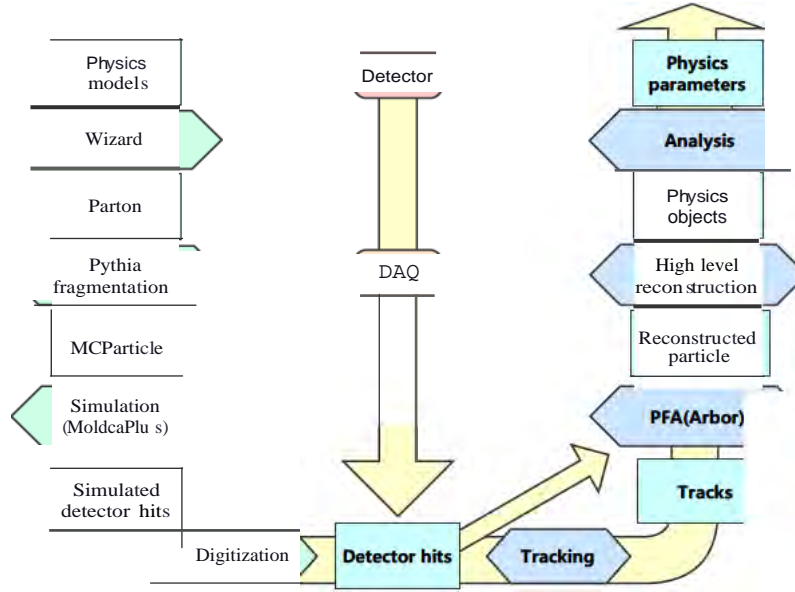 Physics
models
Wizard
Parton
Pythia
fragmentation
MCParticle
Simulation
(MoldcaPlu s)
Simulated
detector hits
Digitization
Detector
DAQ
Detector hits
Tracking
Physics
parameters
Analysis
Physics
objects
High level
recon struction
Reconstructed
particle
PFA(Arbor)
Tracks